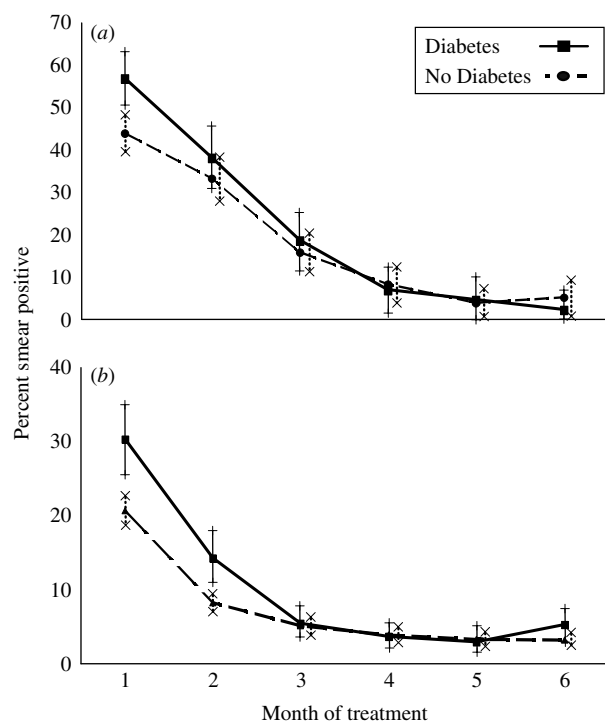 70
(a)
Diabetes
60
No Diabetes
50
40
30
20
10
0
Percent smear positive
40
(b)
30
20
10
0
1 2 3 4 5 6
Month of treatment